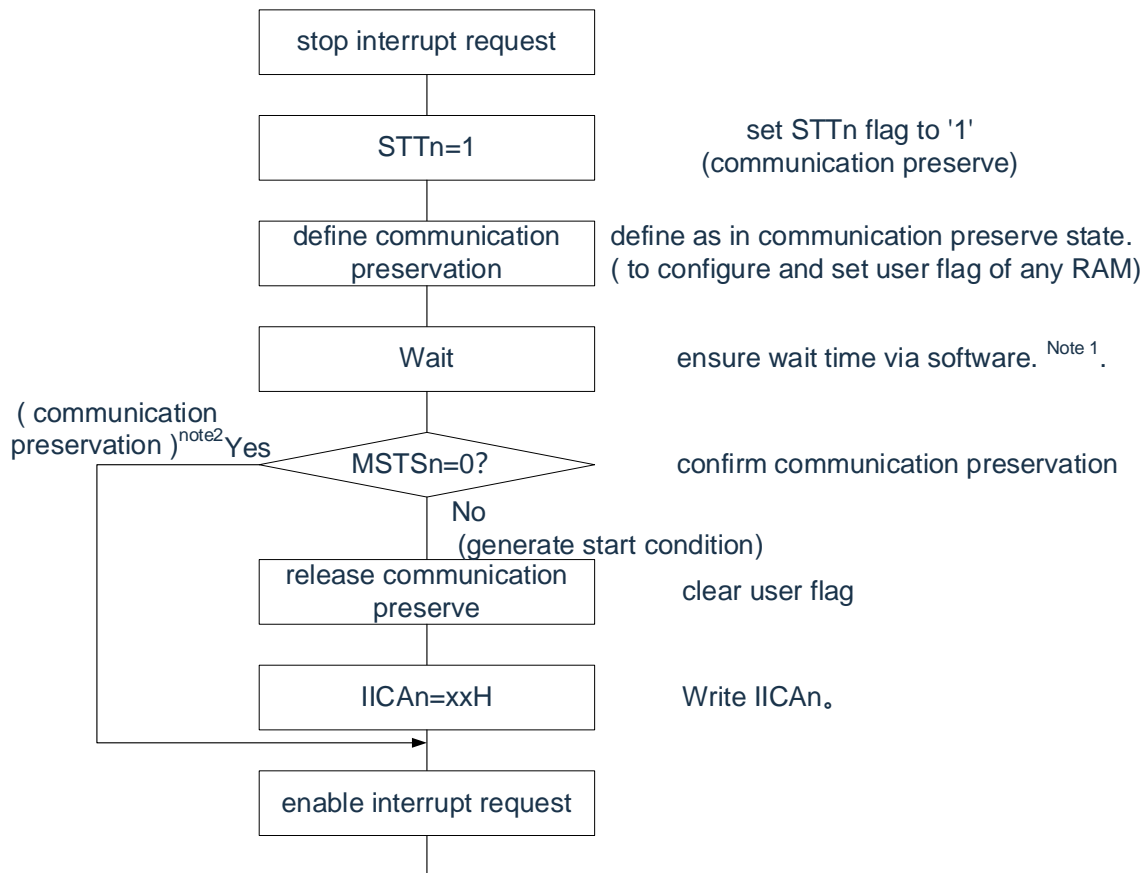 stop interrupt request
STTn=1
set STTn flag to '1'
(communication preserve)
define communication
preservation
define as in communication preserve state.
( to configure and set user flag of any RAM)
Wait
ensure wait time via software. Note 1.
( communication
preservation )note2 Yes
MSTSn=0?
confirm communication preservation
No
(generate start condition)
release communication
preserve
clear user flag
IICAn=xxH
Write IICAn。
enable interrupt request